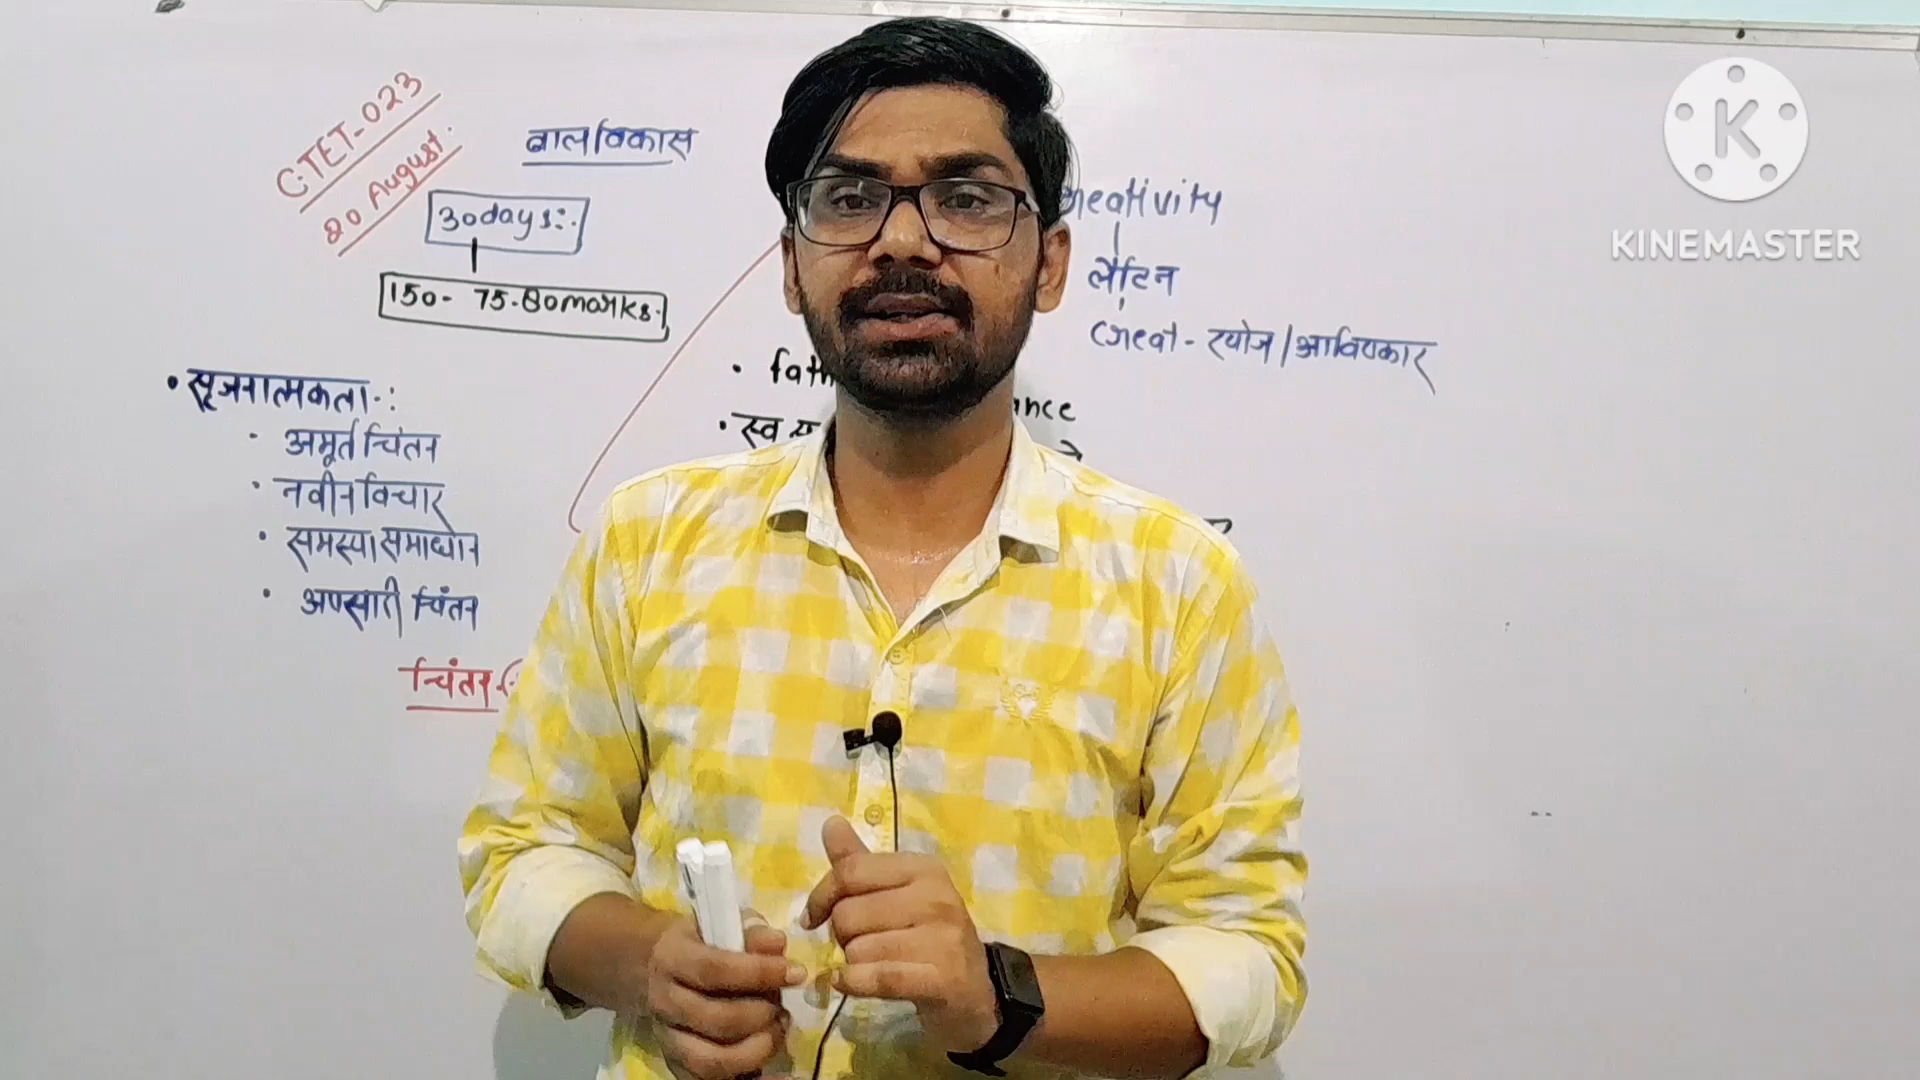 CTET-023
20 August.
बालविकास
30days:-
150- 75-80marks.
• सृजनात्मकता-:
• अमूर्त चिंतन
• नवीन विचार
• समस्या समाधान
• अपसारी चिंतन
चिंतन
creativity
लैटिन
creat - खोज / आविष्कार
•
• स्व
KINEMASTER